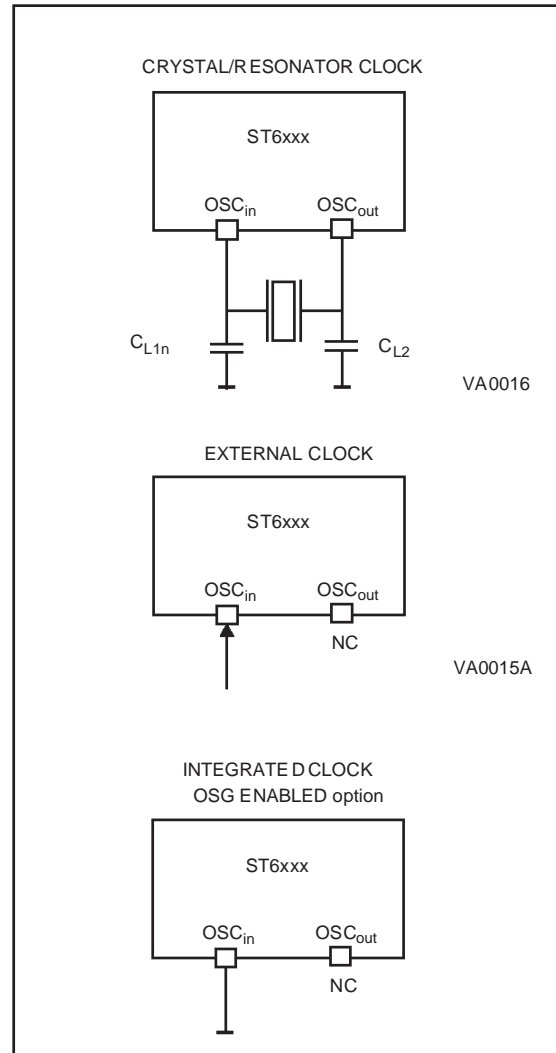 CRYSTAL/RESONATOR CLOCK
ST6xxx
OSCin OSCout
CL1n CL2
VA0016
EXTERNAL CLOCK
ST6xxx
OSCin OSCout
NC
VA0015A
INTEGRATED CLOCK
OSG ENABLED option
ST6xxx
OSCin OSCout
NC